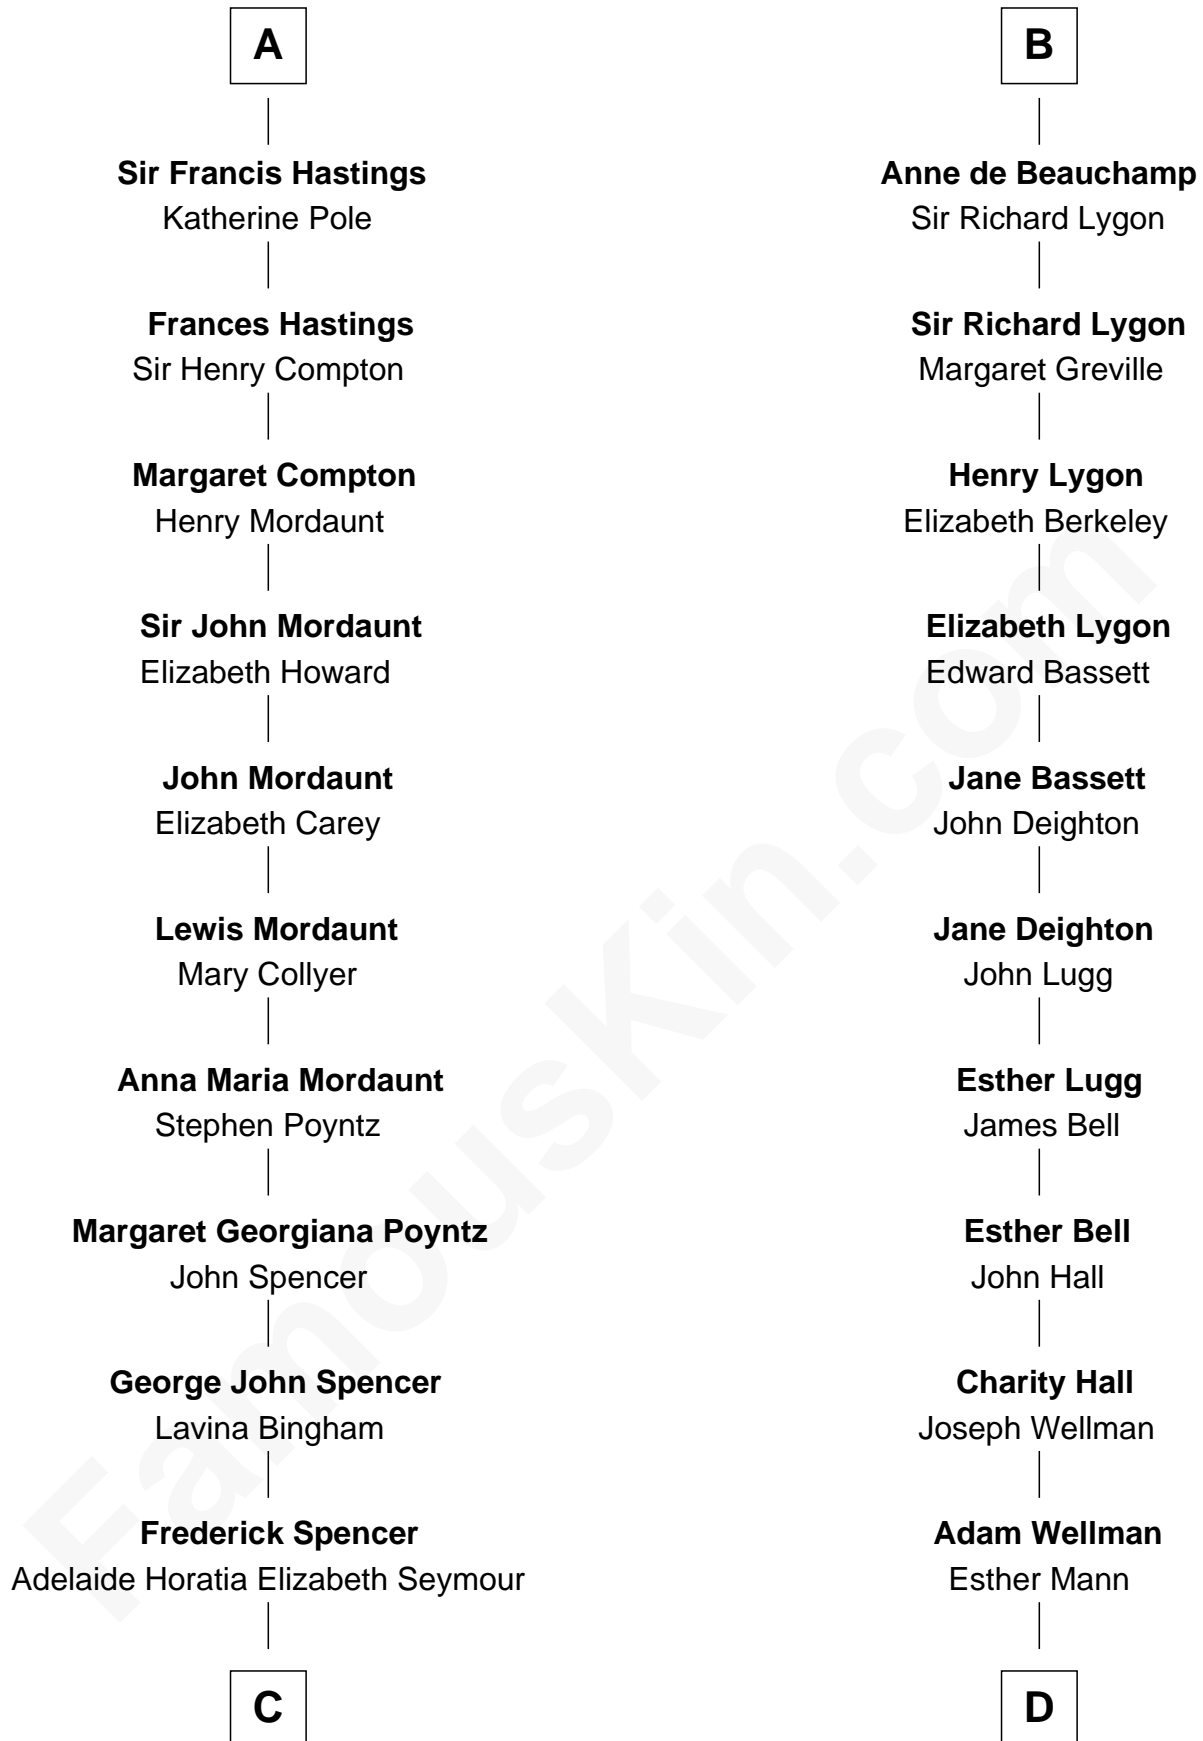 A
Sir Francis Hastings
Katherine Pole
Frances Hastings
Sir Henry Compton
Margaret Compton
Henry Mordaunt
Sir John Mordaunt
Elizabeth Howard
John Mordaunt
Elizabeth Carey
Lewis Mordaunt
Mary Collyer
Anna Maria Mordaunt
Stephen Poyntz
Margaret Georgiana Poyntz
John Spencer
George John Spencer
Lavina Bingham
Frederick Spencer
Adelaide Horatia Elizabeth Seymour
C
B
Anne de Beauchamp
Sir Richard Lygon
Sir Richard Lygon
Margaret Greville
Henry Lygon
Elizabeth Berkeley
Elizabeth Lygon
Edward Bassett
Jane Bassett
John Deighton
Jane Deighton
John Lugg
Esther Lugg
James Bell
Esther Bell
John Hall
Charity Hall
Joseph Wellman
Adam Wellman
Esther Mann
D
FamousKin.com